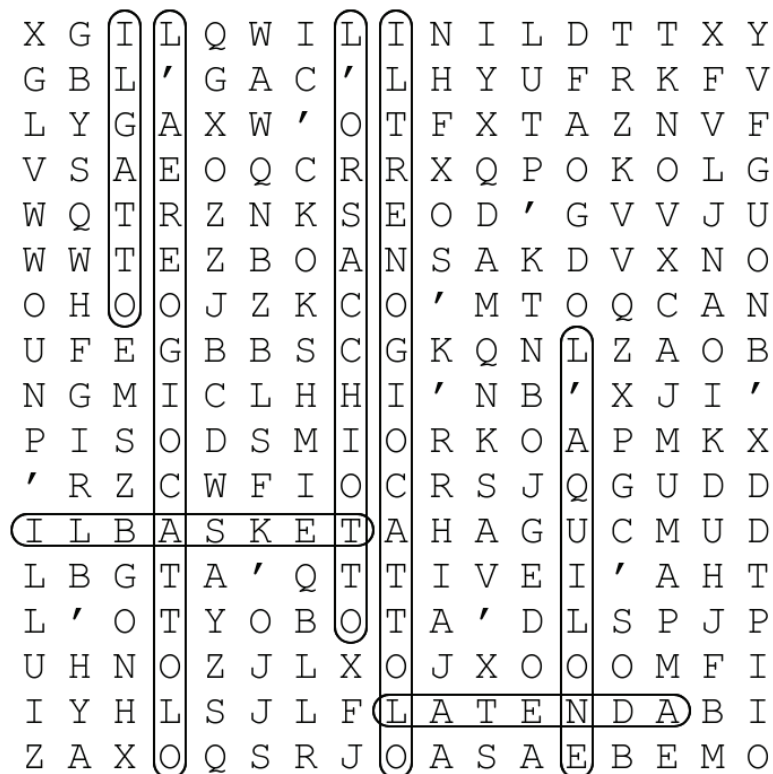 X G I L Q W I L I N I L D T T X Y
G B L ' G A C ' L H Y U F R K F V
L Y G A X W ' O T F X T A Z N V F
V S A E O Q C R R X Q P O K O L G
W Q T R Z N K S E O D ' G V V J U
W W T E Z B O A N S A K D V X N O
O H O O J Z K C O ' M T O Q C A N
U F E G B B S C G K Q N L Z A O B
N G M I C L H H I ' N B ' X J I '
P I S O D S M I O R K O A P M K X
' R Z C W F I O C R S J Q G U D D
I L B A S K E T A H A G U C M U D
L B G T A ' Q T T I V E I ' A H T
L ' O T Y O B O T A ' D L S P J P
U H N O Z J L X O J X O O O M F I
I Y H L S J L F L A T E N D A B I
Z A X O Q S R J O A S A E B E M O